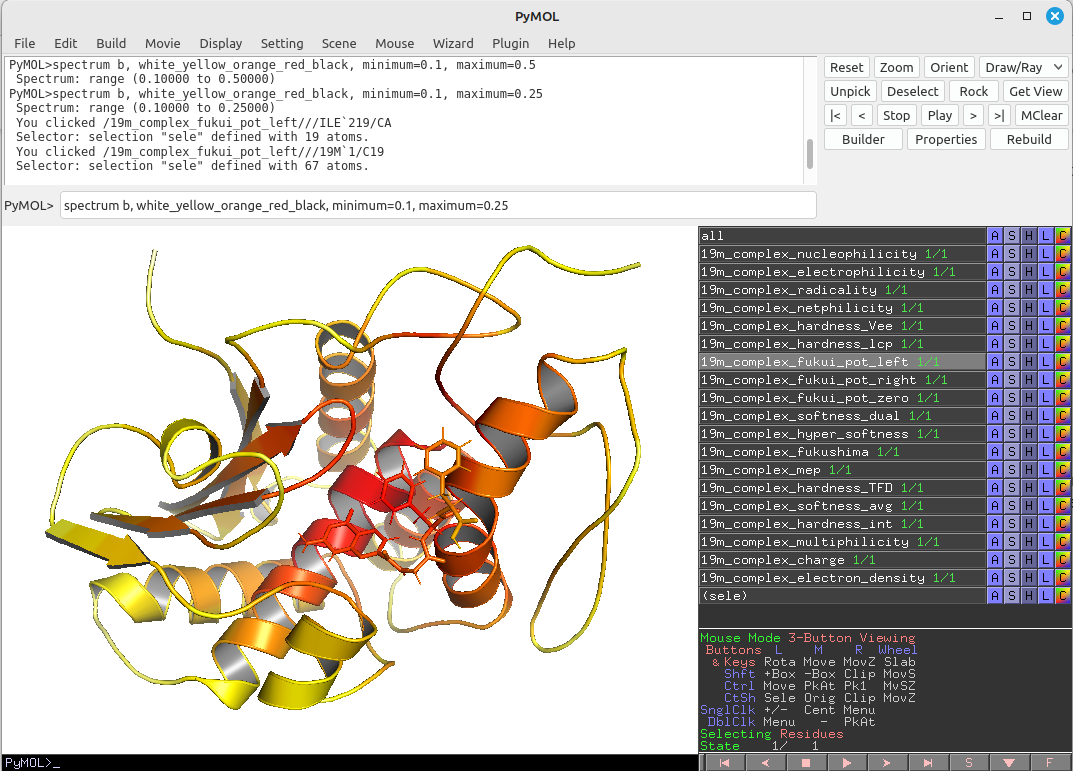 PyMOL
File Edit Build Movie Display Setting Scene Mouse Wizard Plugin Help
PyMOL>spectrum b, white_yellow_orange_red_black, minimum=0.1, maximum=0.5
Spectrum: range (0.10000 to 0.50000)
PyMOL>spectrum b, white_yellow_orange_red_black, minimum=0.1, maximum=0.25
Spectrum: range (0.10000 to 0.25000)
You clicked /19m_complex_fukui_pot_left///ILE`219/CA
Selector: selection "sele" defined with 19 atoms.
You clicked /19m_complex_fukui_pot_left///19M`1/C19
Selector: selection "sele" defined with 67 atoms.
Reset Zoom Orient Draw/Ray
Unpick Deselect Rock Get View
|< < Stop Play > >| MClear
Builder Properties Rebuild
PyMOL> spectrum b, white_yellow_orange_red_black, minimum=0.1, maximum=0.25
all A S H L C
19m_complex_nucleophilicity 1/1 A S H L C
19m_complex_electrophilicity 1/1 A S H L C
19m_complex_radicality 1/1 A S H L C
19m_complex_netphilicity 1/1 A S H L C
19m_complex_hardness_Vee 1/1 A S H L C
19m_complex_hardness_lcp 1/1 A S H L C
19m_complex_fukui_pot_left 1/1 A S H L C
19m_complex_fukui_pot_right 1/1 A S H L C
19m_complex_fukui_pot_zero 1/1 A S H L C
19m_complex_softness_dual 1/1 A S H L C
19m_complex_hyper_softness 1/1 A S H L C
19m_complex_fukushima 1/1 A S H L C
19m_complex_mep 1/1 A S H L C
19m_complex_hardness_TFD 1/1 A S H L C
19m_complex_softness_avg 1/1 A S H L C
19m_complex_hardness_int 1/1 A S H L C
19m_complex_multiphilicity 1/1 A S H L C
19m_complex_charge 1/1 A S H L C
19m_complex_electron_density 1/1 A S H L C
(sele) A S H L C
Mouse Mode 3-Button Viewing
Buttons L M R Wheel
& Keys Rota Move MovZ Slab
Shft +Box -Box Clip MovS
Ctrl Move PkAt Pk1 MvSZ
CtSh Sele Orig Clip MovZ
SnglClk +/- Cent Menu
DblClk Menu - PkAt
Selecting Residues
State 1/ 1
PyMOL>_
S F